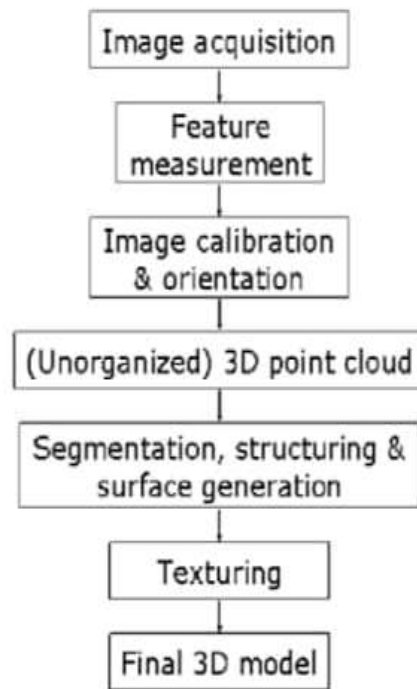 Image acquisition
Feature
measurement
Image calibration
& orientation
(Unorganized) 3D point cloud
Segmentation, structuring &
surface generation
Texturing
Final 3D model